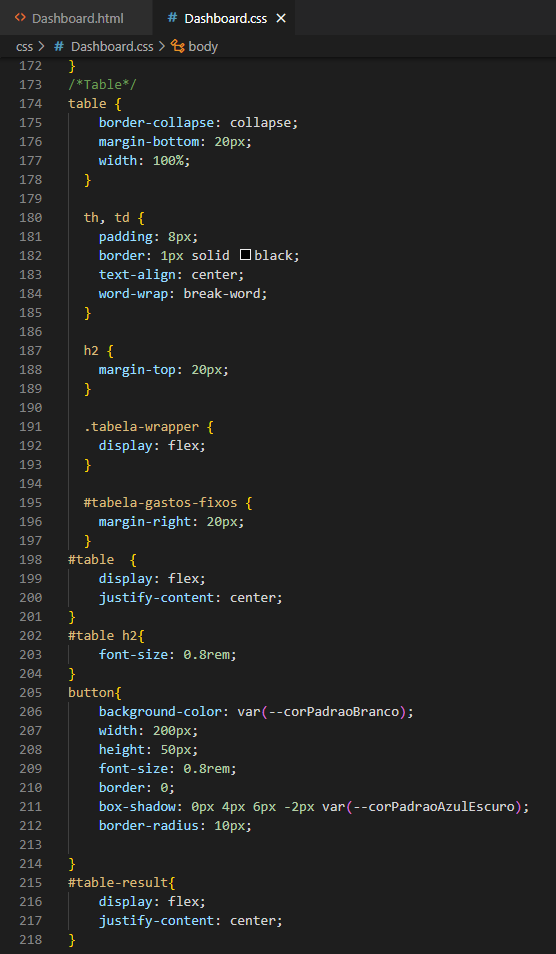 Dashboard.html
# Dashboard.css ×
css > # Dashboard.css > body
172 }
173 /*Table*/
174 table {
175 border-collapse: collapse;
176 margin-bottom: 20px;
177 width: 100%;
178 }
179
180 th, td {
181 padding: 8px;
182 border: 1px solid black;
183 text-align: center;
184 word-wrap: break-word;
185 }
186
187 h2 {
188 margin-top: 20px;
189 }
190
191 .tabela-wrapper {
192 display: flex;
193 }
194
195 #tabela-gastos-fixos {
196 margin-right: 20px;
197 }
198 #table  {
199 display: flex;
200 justify-content: center;
201 }
202 #table h2{
203 font-size: 0.8rem;
204 }
205 button{
206 background-color: var(--corPadraoBranco);
207 width: 200px;
208 height: 50px;
209 font-size: 0.8rem;
210 border: 0;
211 box-shadow: 0px 4px 6px -2px var(--corPadraoAzulEscuro);
212 border-radius: 10px;
213
214 }
215 #table-result{
216 display: flex;
217 justify-content: center;
218 }